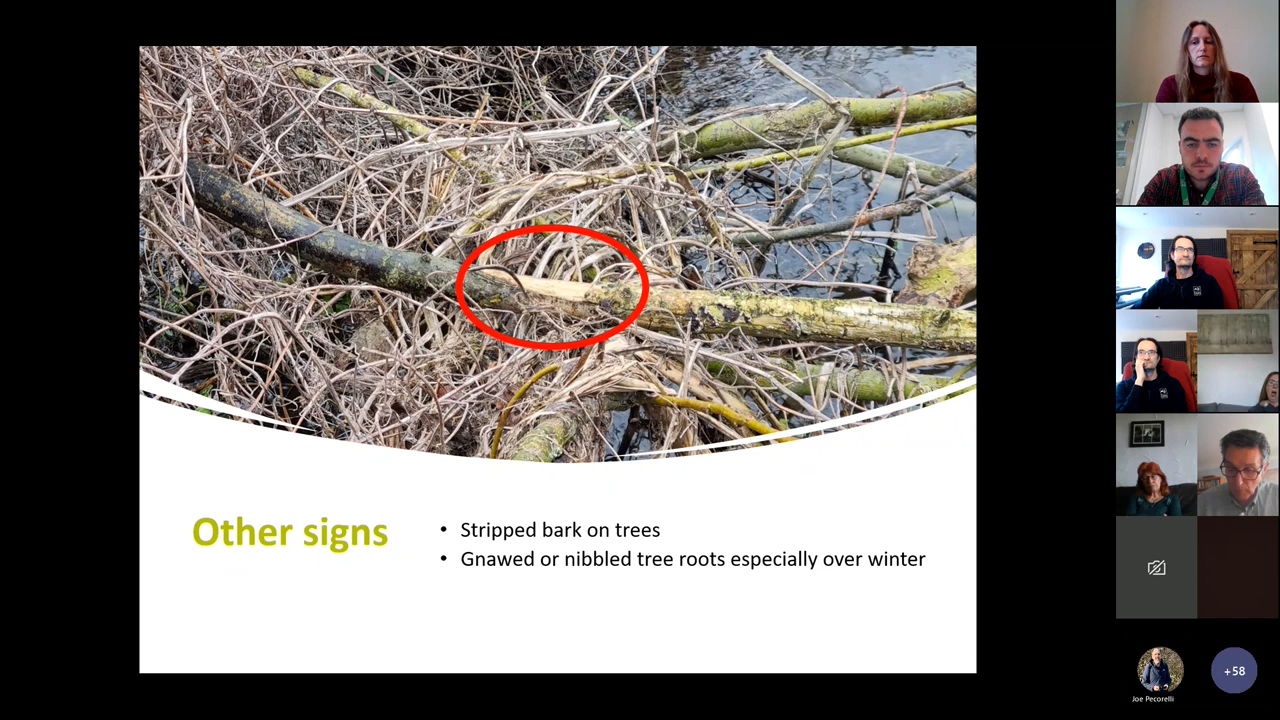 Other signs
• Stripped bark on trees
• Gnawed or nibbled tree roots especially over winter
Joe Pecorelli
+58